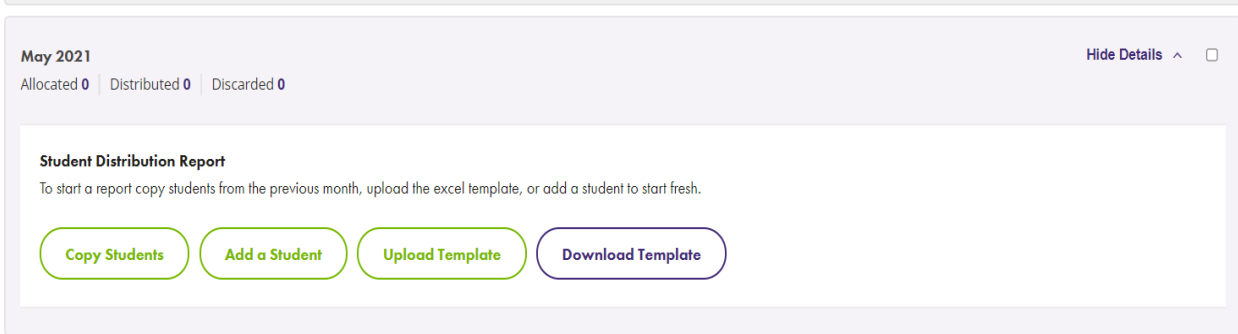 May 2021
Hide Details
Allocated 0 Distributed 0 Discarded 0
Student Distribution Report
To start a report copy students from the previous month, upload the excel template, or add a student to start fresh.
Copy Students Add a Student Upload Template Download Template